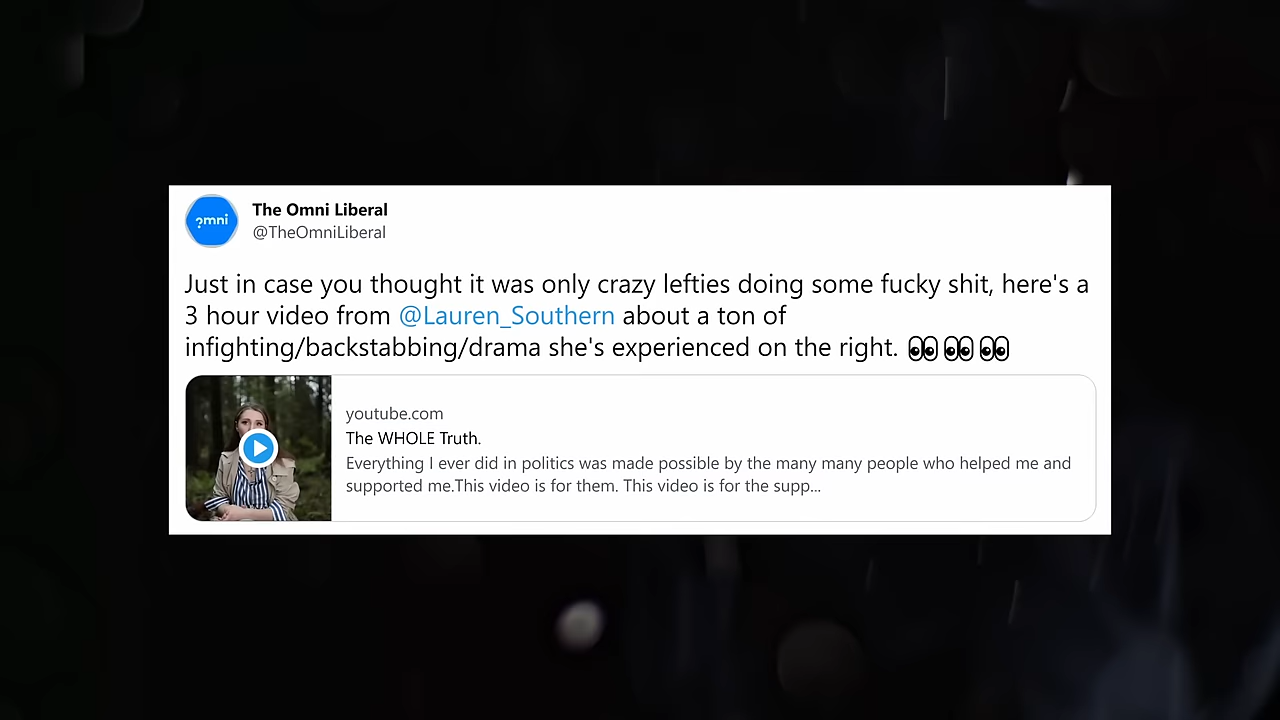 ?mni
The Omni Liberal
@TheOmniLiberal
Just in case you thought it was only crazy lefties doing some fucky shit, here's a
3 hour video from @Lauren_Southern about a ton of
infighting/backstabbing/drama she's experienced on the right. 👀👀👀
youtube.com
The WHOLE Truth.
Everything I ever did in politics was made possible by the many many people who helped me and
supported me.This video is for them. This video is for the supp...